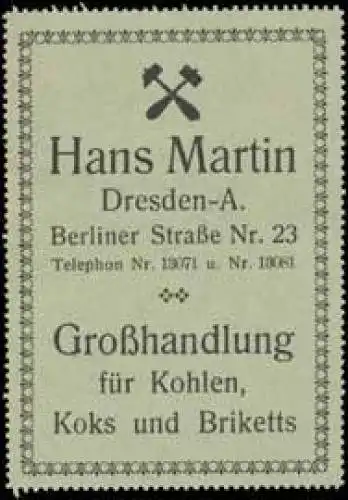 Hans Martin
Dresden-A.
Berliner Straße Nr. 23
Telephon Nr. 13071 u. Nr. 13081
Großhandlung
für Kohlen,
Koks und Briketts